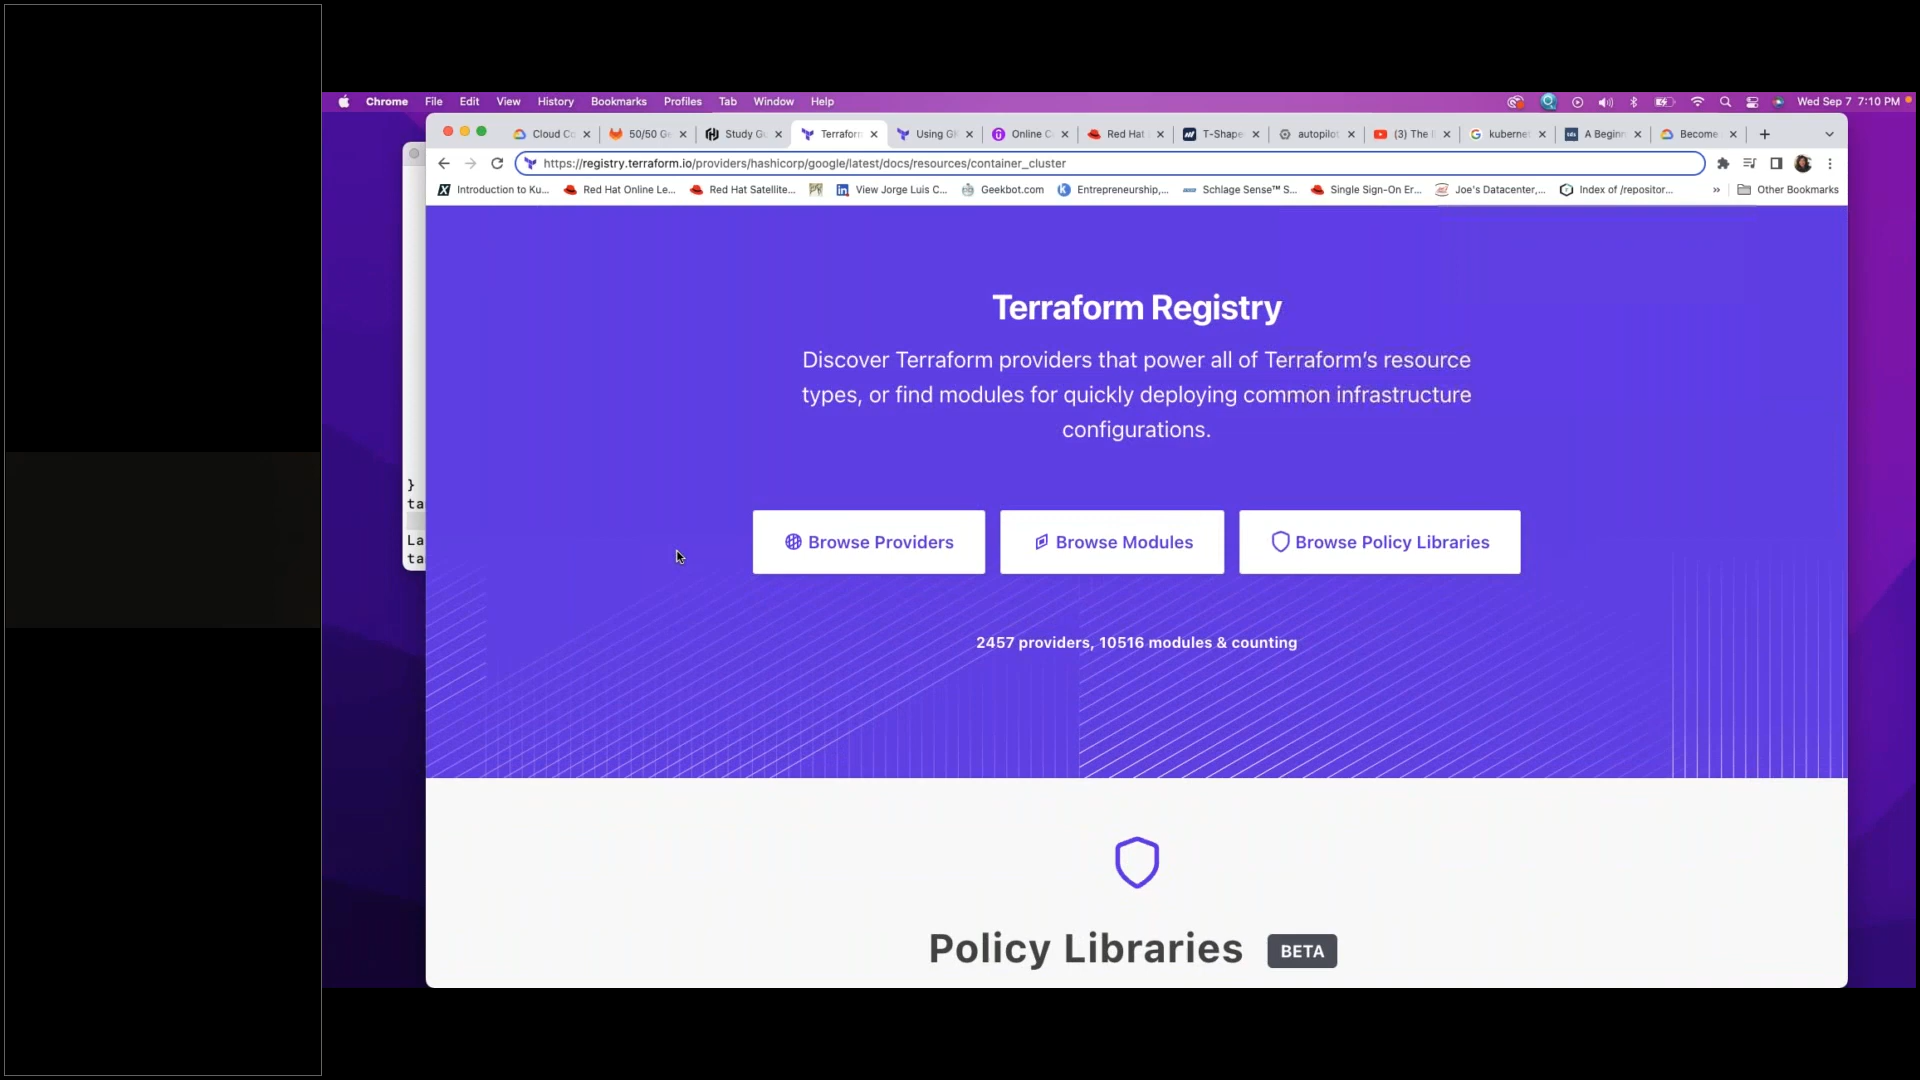 Chrome File Edit View History Bookmarks Profiles Tab Window Help Wed Sep 7 7:10 PM
Cloud Co 50/50 Ge Study Gu Terraform Using G Online C Red Hat T-Shape autopilot (3) The kubernet A Beginn Become
https://registry.terraform.io/providers/hashicorp/google/latest/docs/resources/container_cluster
Introduction to Ku... Red Hat Online Le... Red Hat Satellite... View Jorge Luis C... Geekbot.com Entrepreneurship,... Schlage Sense™ S... Single Sign-On Er... Joe's Datacenter,... Index of /repositor... » Other Bookmarks
Terraform Registry
Discover Terraform providers that power all of Terraform's resource
types, or find modules for quickly deploying common infrastructure
configurations.
}
ta
La
ta
Browse Providers Browse Modules Browse Policy Libraries
2457 providers, 10516 modules & counting
Policy Libraries BETA